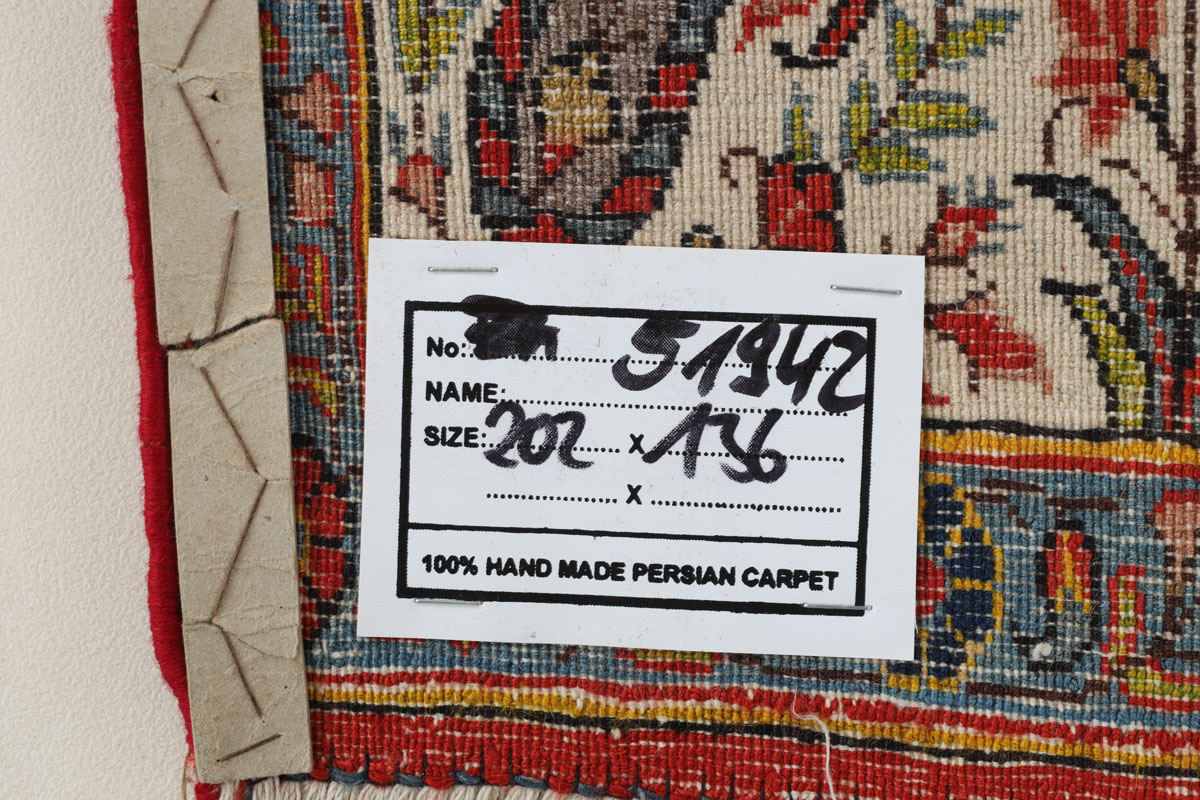 No: 51942
NAME:
SIZE: 202 x 136
x
100% HAND MADE PERSIAN CARPET